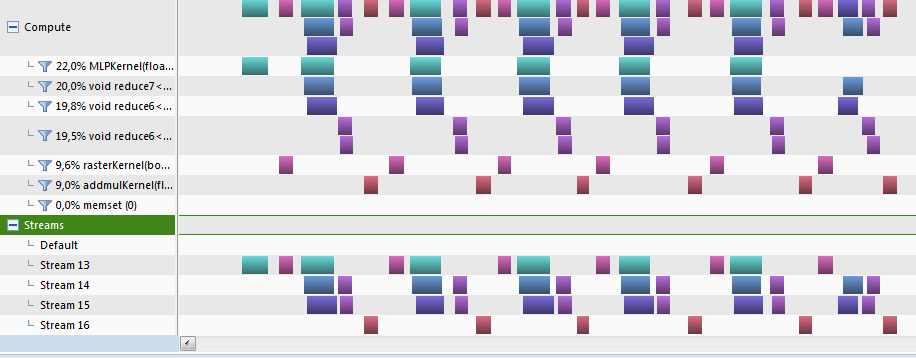 Compute
22,0% MLPKernel(floa...
20,0% void reduce7<...
19,8% void reduce6<...
19,5% void reduce6<...
9,6% rasterKernel(bo...
9,0% addmulKernel(fl...
0,0% memset (0)
Streams
Default
Stream 13
Stream 14
Stream 15
Stream 16